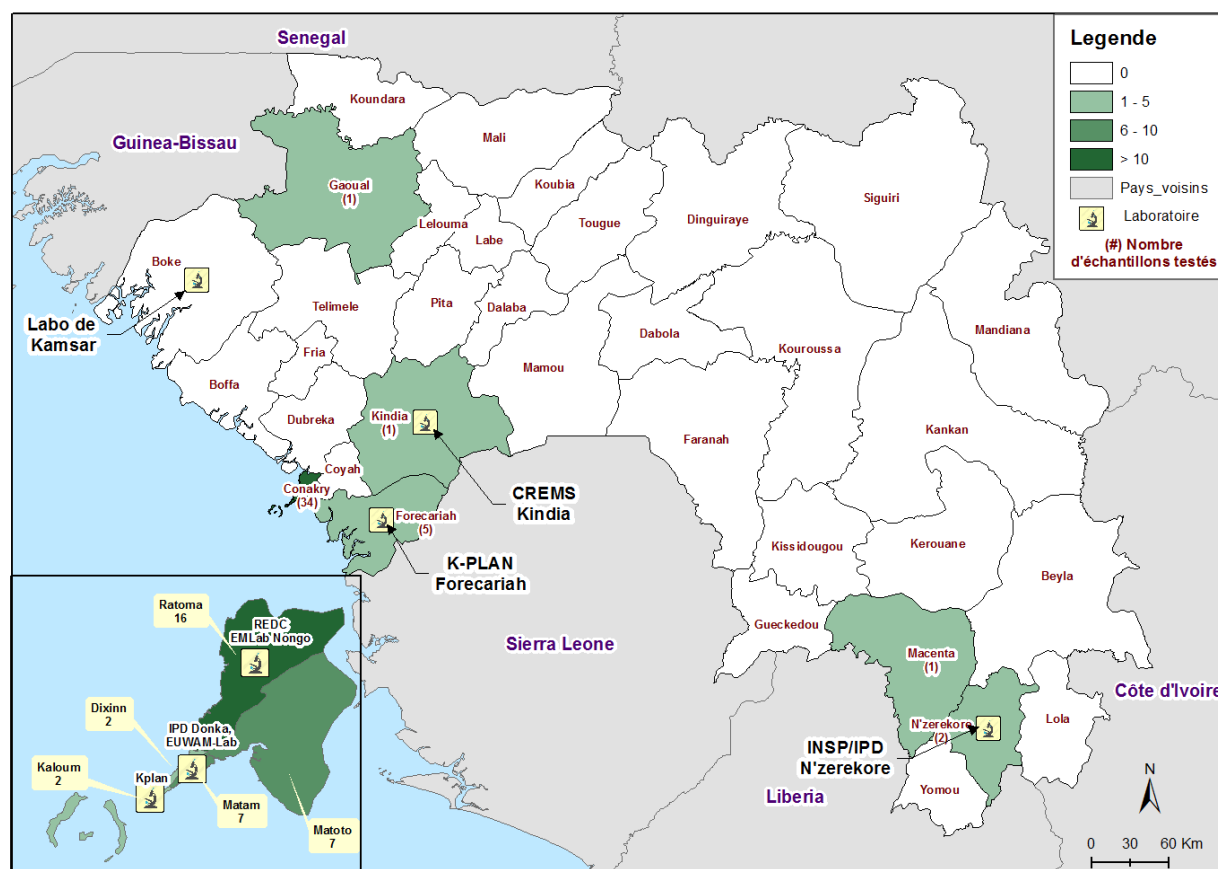 Senegal
Guinea-Bissau
Koundara
Mali
Gaoual
(1)
Koubia
Lelouma
Labe
Tougue
Dinguiraye
Siguiri
Boke
Labo de
Kamsar
Telimele
Pita
Dalaba
Dabola
Kouroussa
Mandiana
Fria
Boffa
Mamou
Dubreka
Kindia
(1)
Faranah
Kankan
Coyah
Conakry
(34)
Forecariah
(5)
CREMS
Kindia
K-PLAN
Forecariah
Kissidougou
Kerouane
Beyla
Gueckedou
Macenta
(1)
Sierra Leone
Côte d'Ivoire
N'zerekore
(2)
Lola
INSP/IPD
N'zerekore
Yomou
Liberia
Legende
0
1 - 5
6 - 10
> 10
Pays_voisins
Laboratoire
(#) Nombre
d'échantillons testés
Ratoma
16
REDC
EMLab Nongo
Dixinn
2
IPD Donka,
EUWAM-Lab
Kaloum
2
Kplan
Matam
7
Matoto
7
N
0 30 60 Km